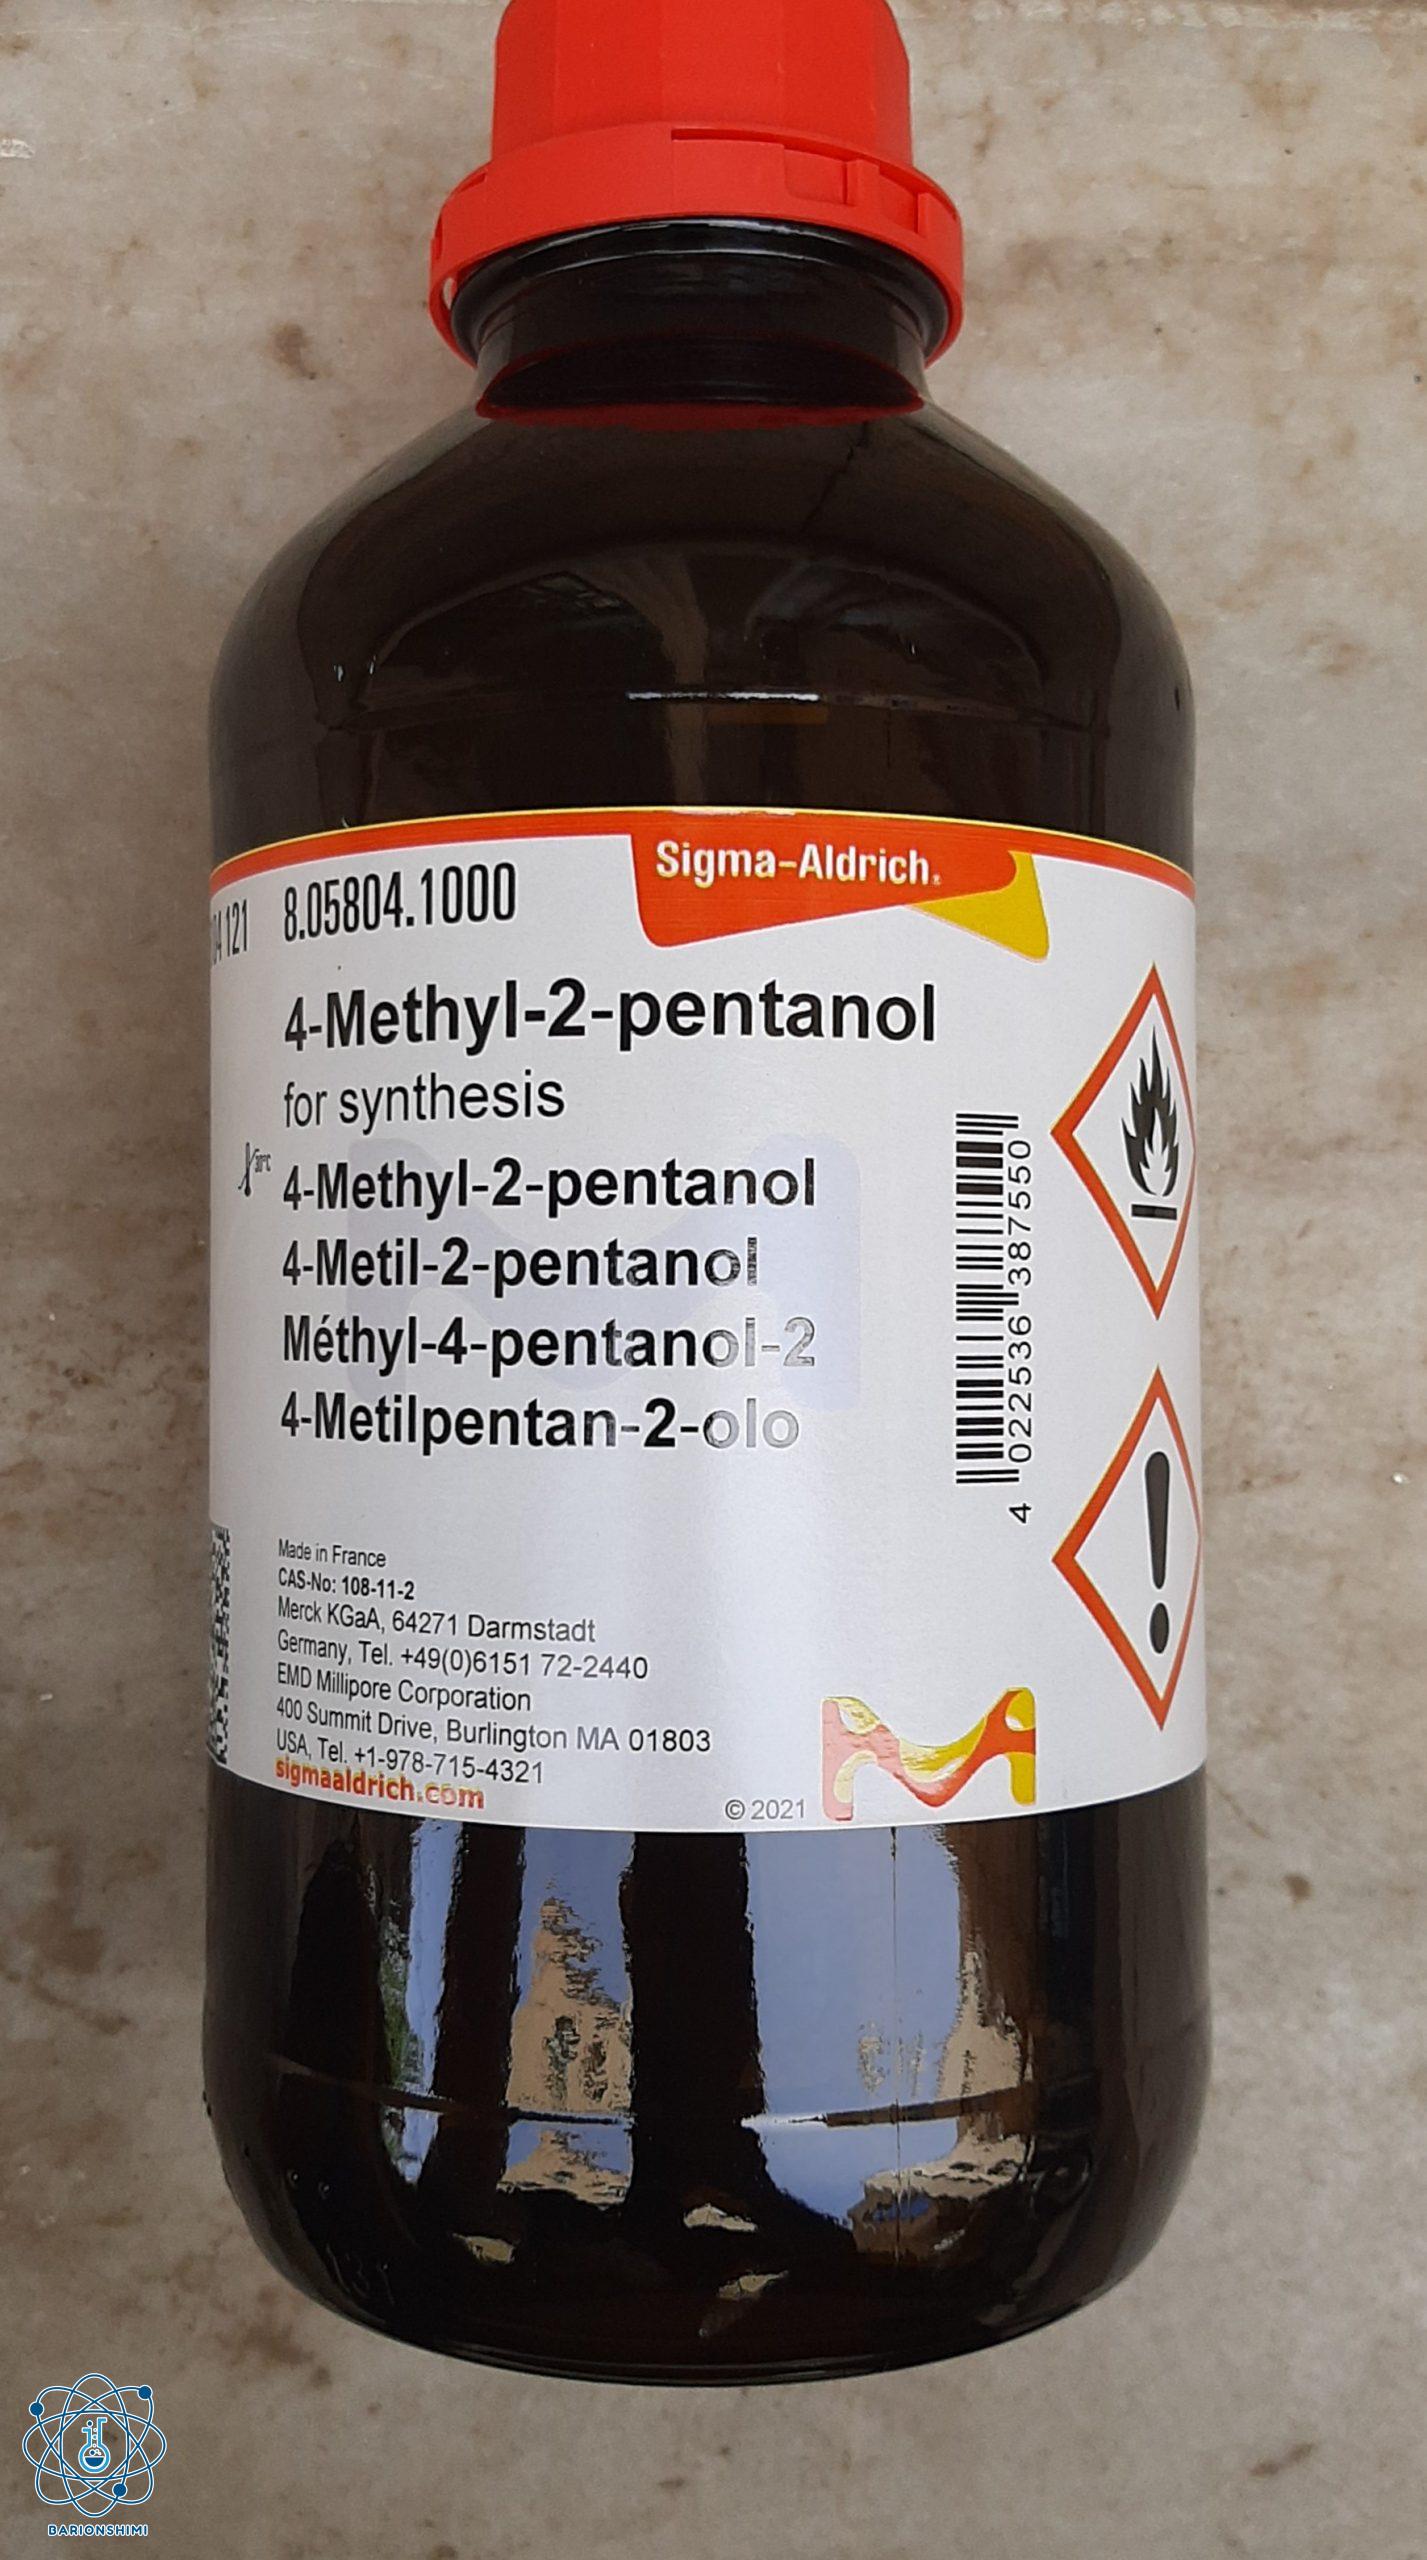 Sigma-Aldrich®
121 8.05804.1000
4-Methyl-2-pentanol
for synthesis
30°C
4-Methyl-2-pentanol
4-Metil-2-pentanol
Méthyl-4-pentanol-2
4-Metilpentan-2-olo
4 022536 387550
Made in France
CAS-No: 108-11-2
Merck KGaA, 64271 Darmstadt
Germany, Tel. +49(0)6151 72-2440
EMD Millipore Corporation
400 Summit Drive, Burlington MA 01803
USA, Tel. +1-978-715-4321
sigmaaldrich.com
© 2021
BARIONSHIMI